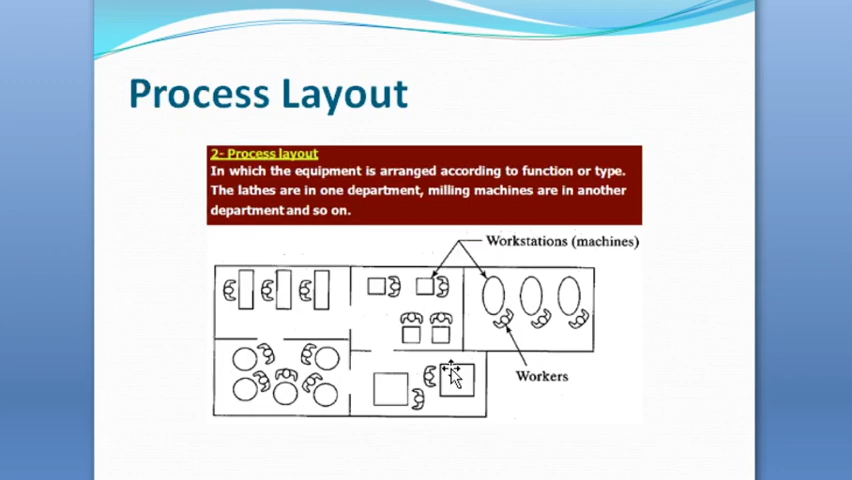 Process Layout
2- Process layout
In which the equipment is arranged according to function or type.
The lathes are in one department, milling machines are in another
department and so on.
Workstations (machines)
Workers